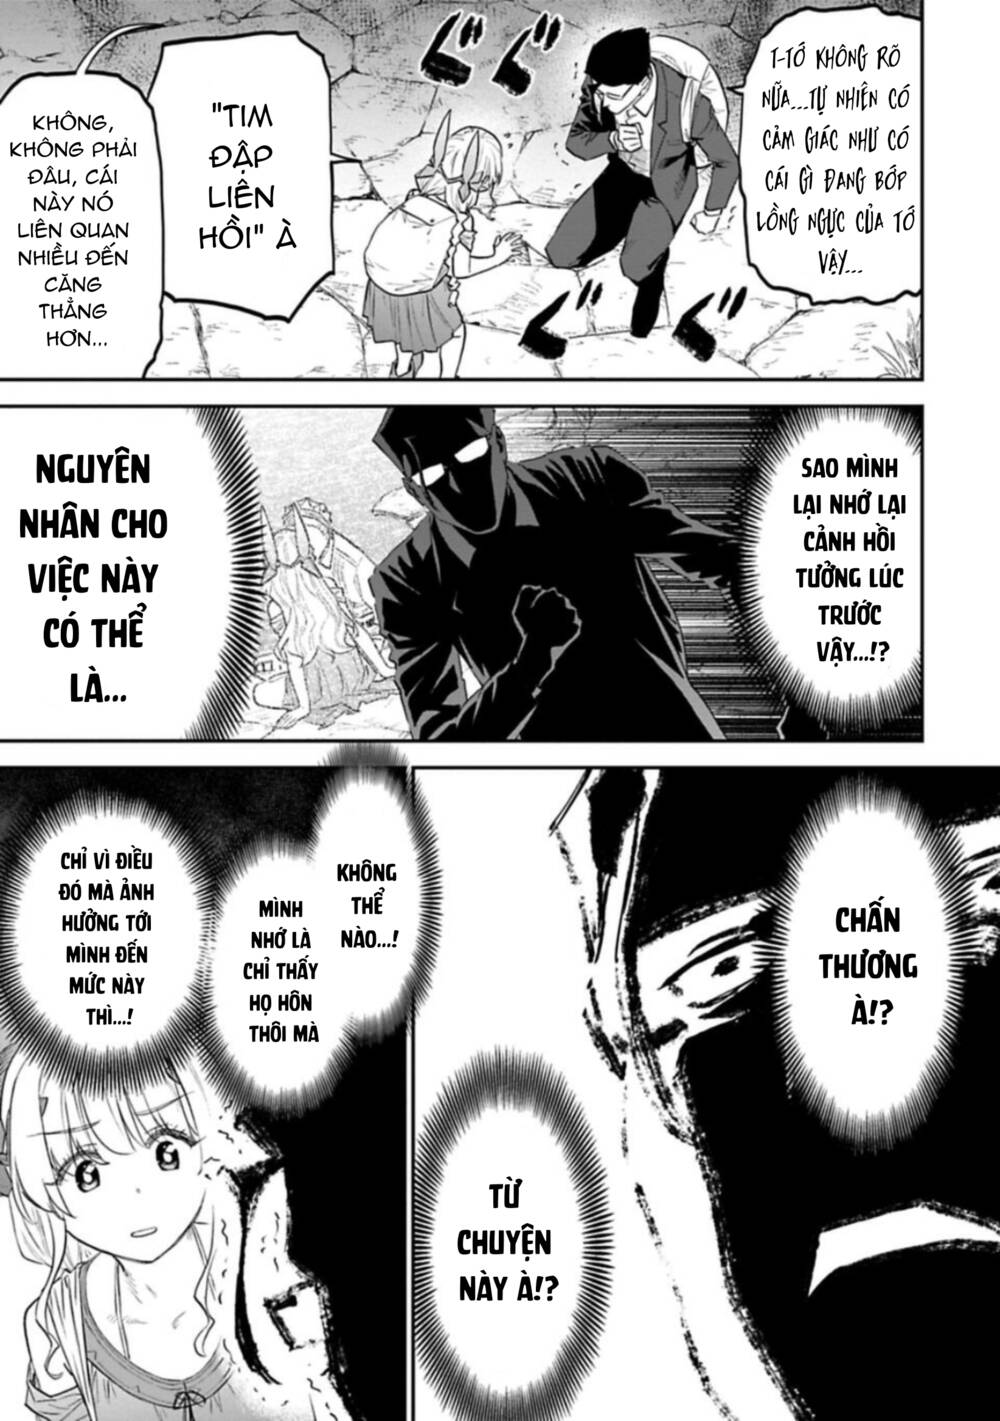 T-TỚ KHÔNG RÕ
NỮA...TỰ NHIÊN CÓ
CẢM GIÁC NHƯ CÓ
CÁI GÌ ĐANG BÓP
LỒNG NGỰC CỦA TỚ
VẬY...
"TIM
ĐẬP
LIÊN
HỒI" À
KHÔNG,
KHÔNG PHẢI
ĐÂU, CÁI
NÀY NÓ
LIÊN QUAN
NHIỀU ĐẾN
CĂNG
THẲNG
HƠN...
SAO MÌNH
LẠI NHỚ LẠI
CẢNH HỒI
TƯỞNG LÚC
TRƯỚC
VẬY...!?
NGUYÊN
NHÂN CHO
VIỆC NÀY
CÓ THỂ
LÀ...
CHẤN
THƯƠNG
À!?
TỪ
CHUYỆN
NÀY À!?
KHÔNG
THỂ
NÀO...!
MÌNH
NHỚ LÀ
CHỈ THẤY
HỌ HÔN
THÔI MÀ
CHỈ VÌ ĐIỀU
ĐÓ MÀ ẢNH
HƯỞNG TỚI
MÌNH ĐẾN
MỨC NÀY
THÌ...!